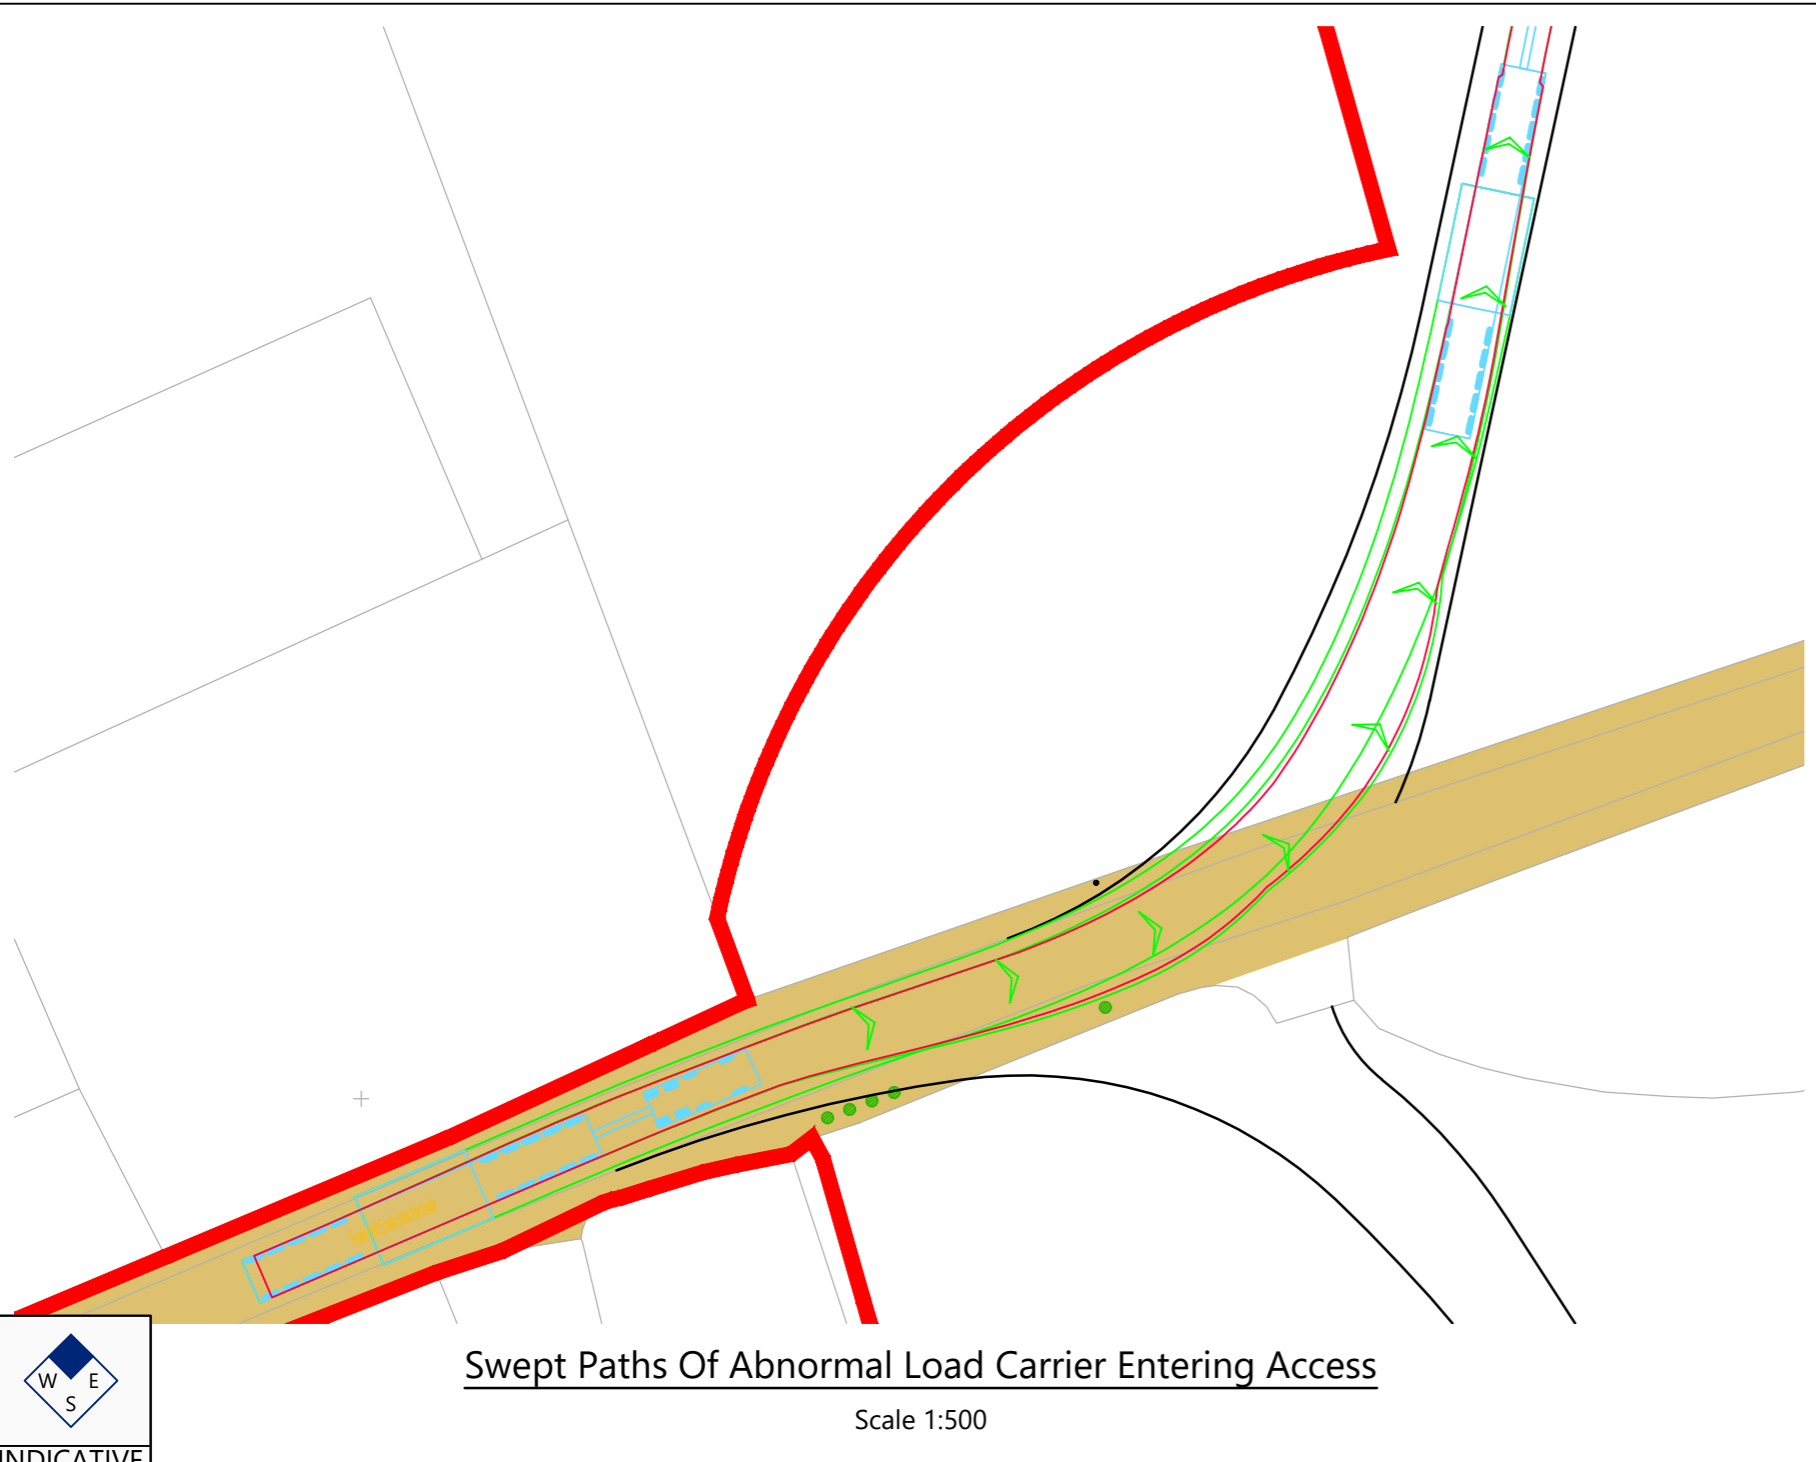 W E
S
INDICATIVE
Swept Paths Of Abnormal Load Carrier Entering Access
Scale 1:500